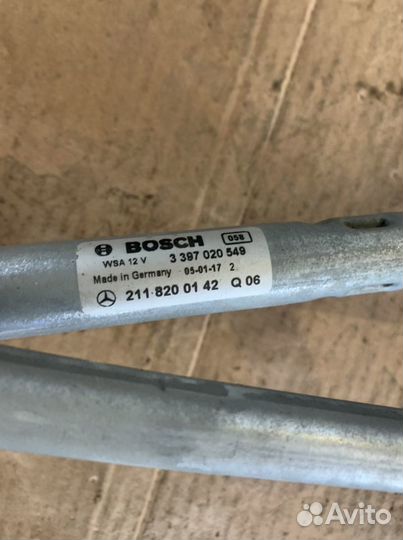 BOSCH 058
WSA 12 V 3 397 020 549
Made in Germany 05-01-17 2
211 820 01 42 Q 06
Avito